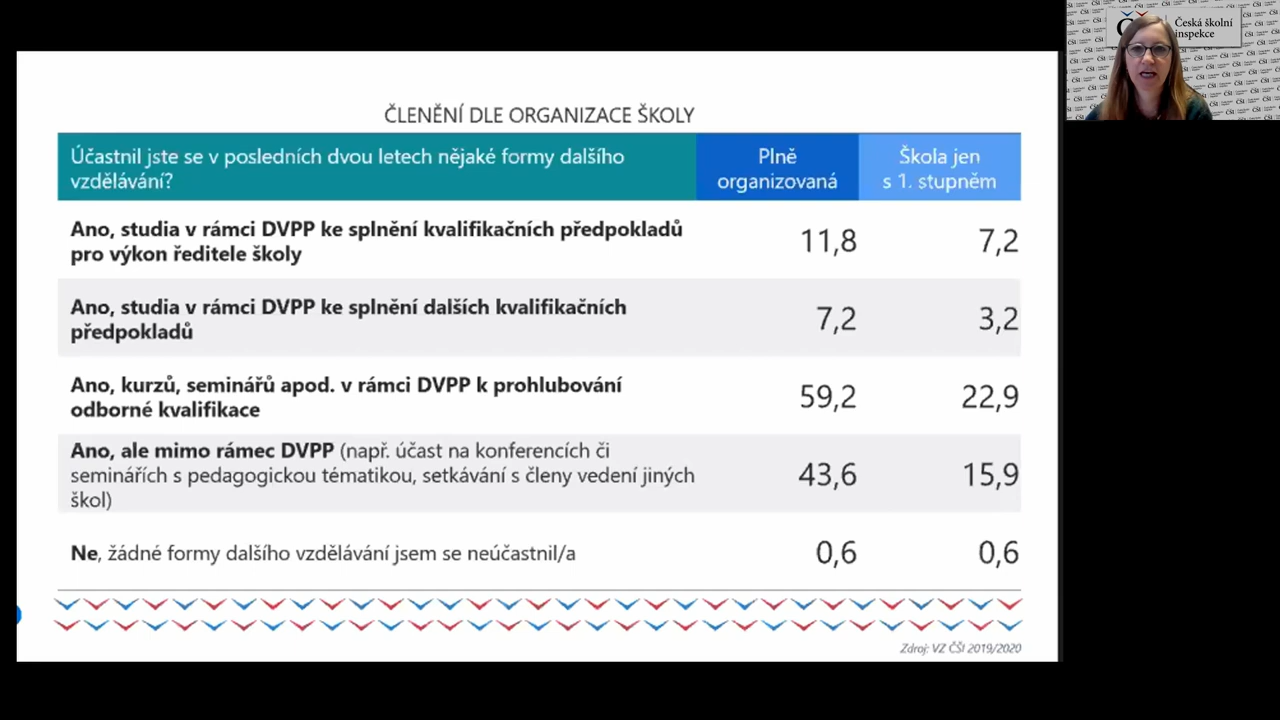 ČLENĚNÍ DLE ORGANIZACE ŠKOLY
Účastnil jste se v posledních dvou letech nějaké formy dalšího
vzdělávání?
Plně
organizovaná
Škola jen
s 1. stupněm
Ano, studia v rámci DVPP ke splnění kvalifikačních předpokladů
pro výkon ředitele školy
11,8
7,2
Ano, studia v rámci DVPP ke splnění dalších kvalifikačních
předpokladů
7,2
3,2
Ano, kurzů, seminářů apod. v rámci DVPP k prohlubování
odborné kvalifikace
59,2
22,9
Ano, ale mimo rámec DVPP (např. účast na konferencích či
seminářích s pedagogickou tématikou, setkávání s členy vedení jiných
škol)
43,6
15,9
Ne, žádné formy dalšího vzdělávání jsem se neúčastnil/a
0,6
0,6
Zdroj: VZ ČŠI 2019/2020
Česká školní
inspekce